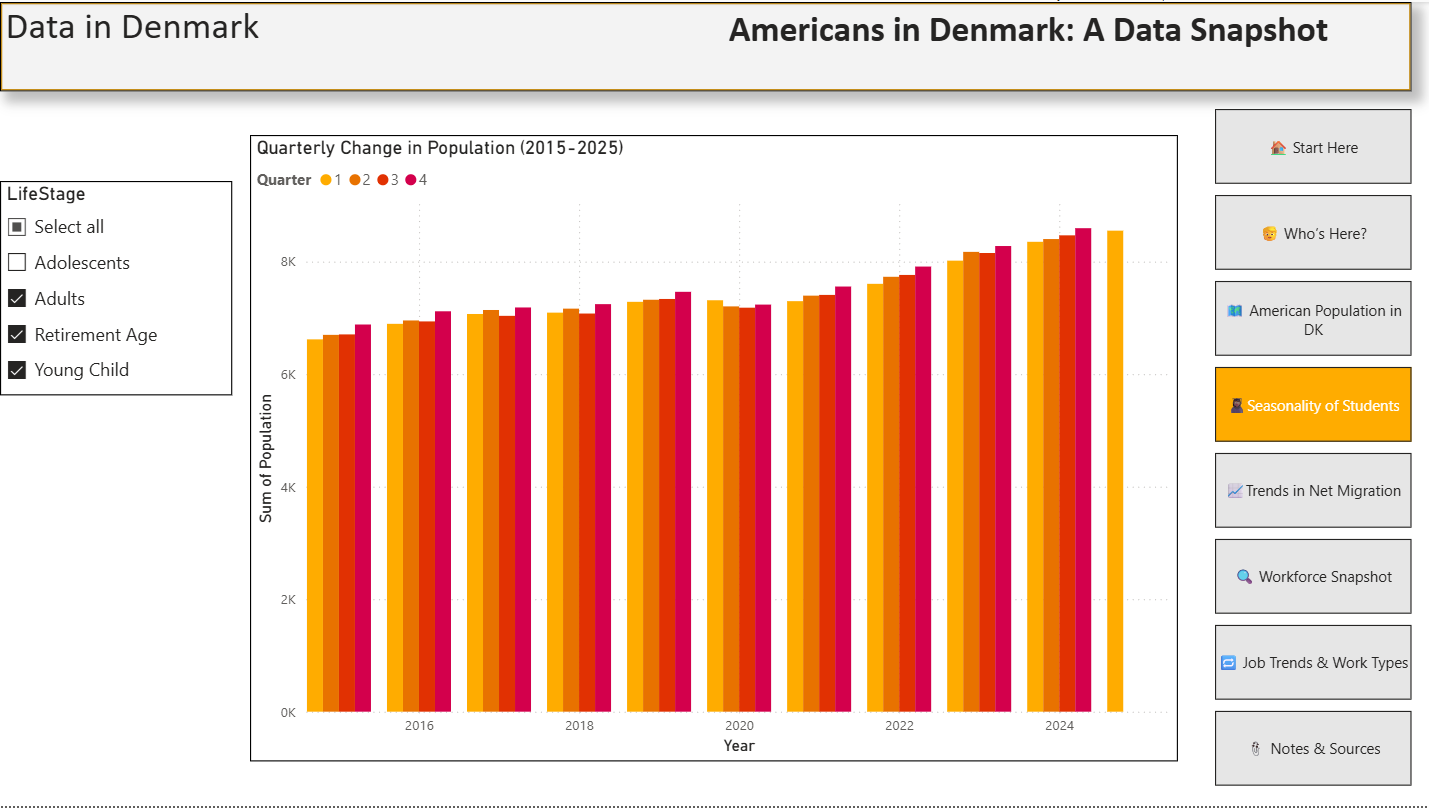 Data in Denmark
Americans in Denmark: A Data Snapshot
LifeStage
Select all
Adolescents
Adults
Retirement Age
Young Child
Quarterly Change in Population (2015-2025)
Quarter 1 2 3 4
Sum of Population
8K
6K
4K
2K
0K
2016 2018 2020 2022 2024
Year
Start Here
Who's Here?
American Population in
DK
Seasonality of Students
Trends in Net Migration
Workforce Snapshot
Job Trends & Work Types
Notes & Sources